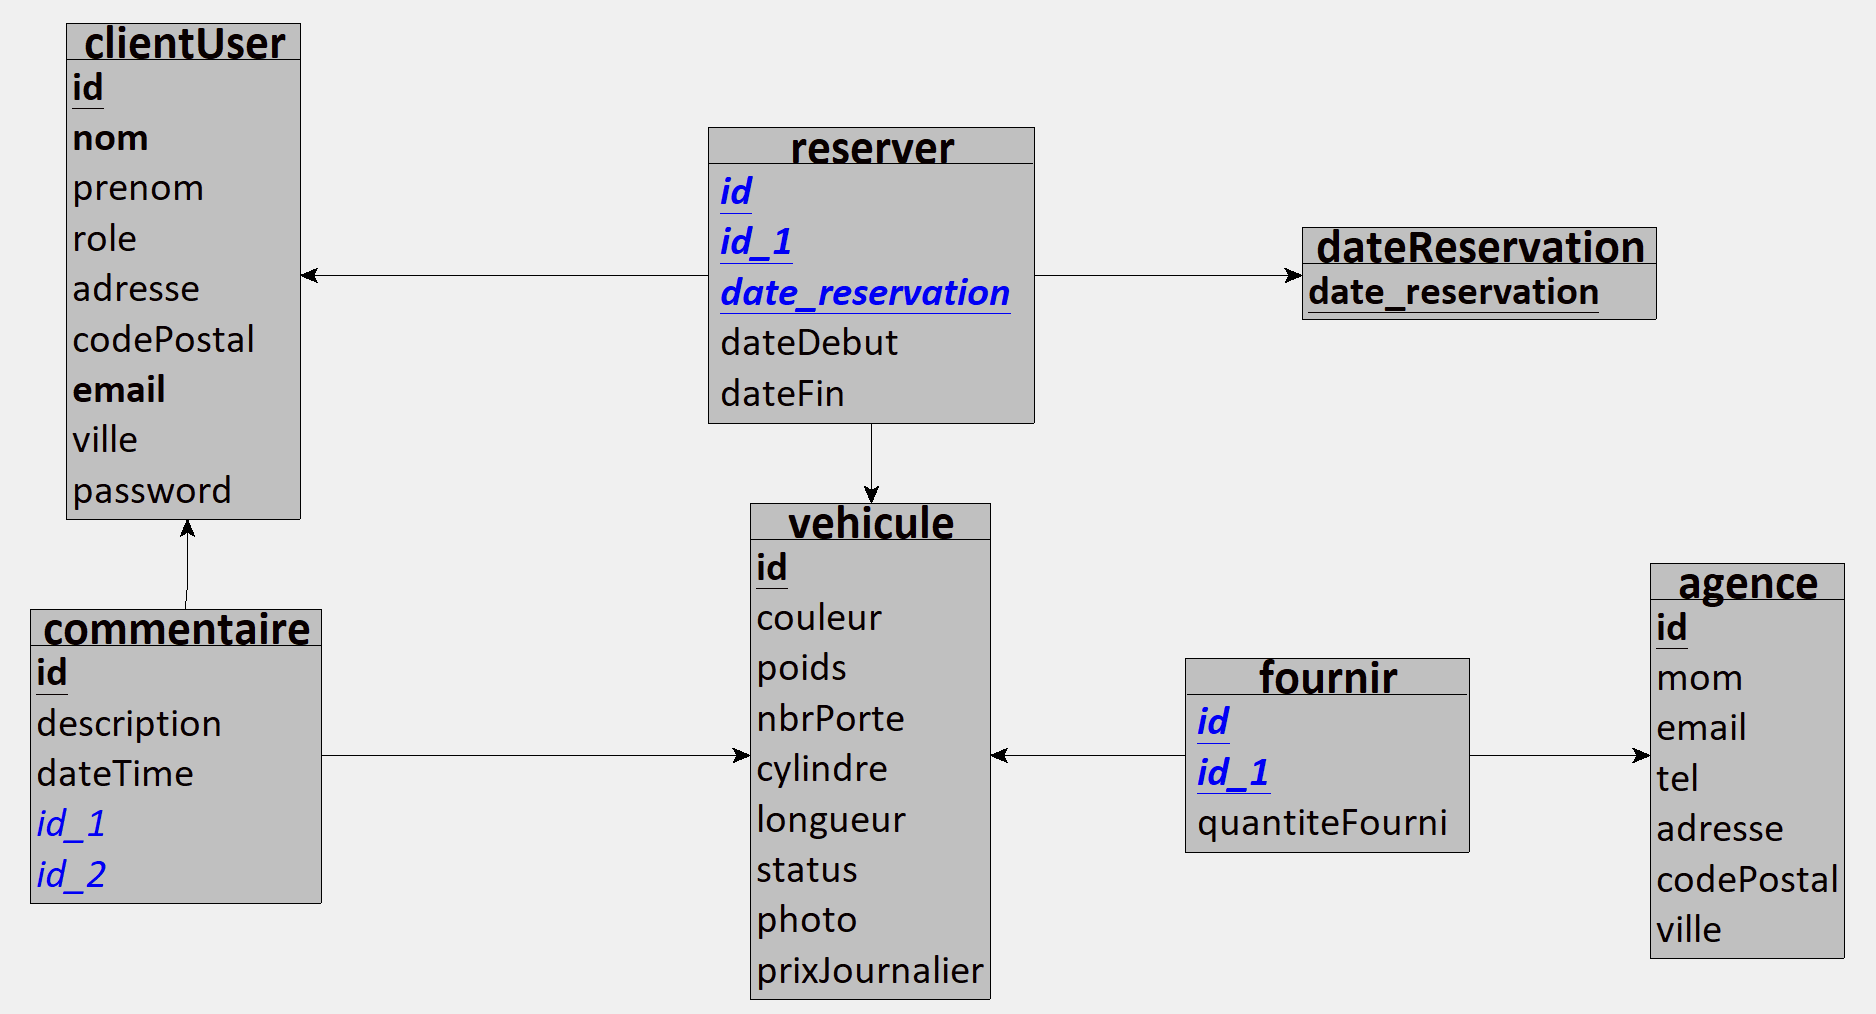 clientUser
id
nom
prenom
role
adresse
codePostal
email
ville
password
reserver
id
id_1
date_reservation
dateDebut
dateFin
dateReservation
date_reservation
commentaire
id
description
dateTime
id_1
id_2
vehicule
id
couleur
poids
nbrPorte
cylindre
longueur
status
photo
prixJournalier
fournir
id
id_1
quantiteFourni
agence
id
mom
email
tel
adresse
codePostal
ville